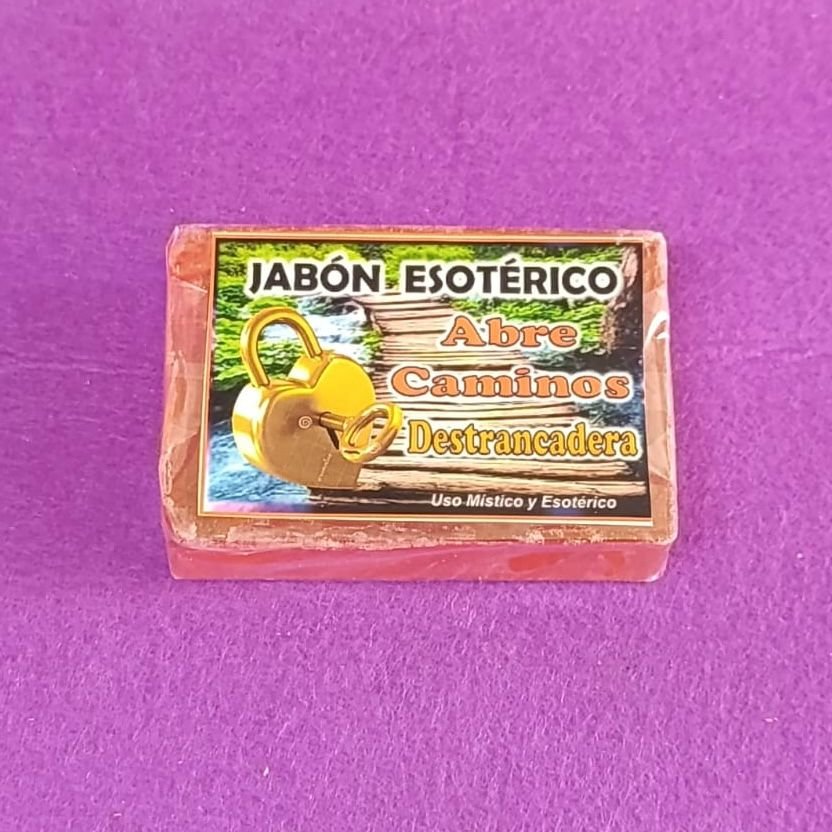 JABÓN ESOTÉRICO
Abre
Caminos
Destrancadera
Uso Místico y Esotérico